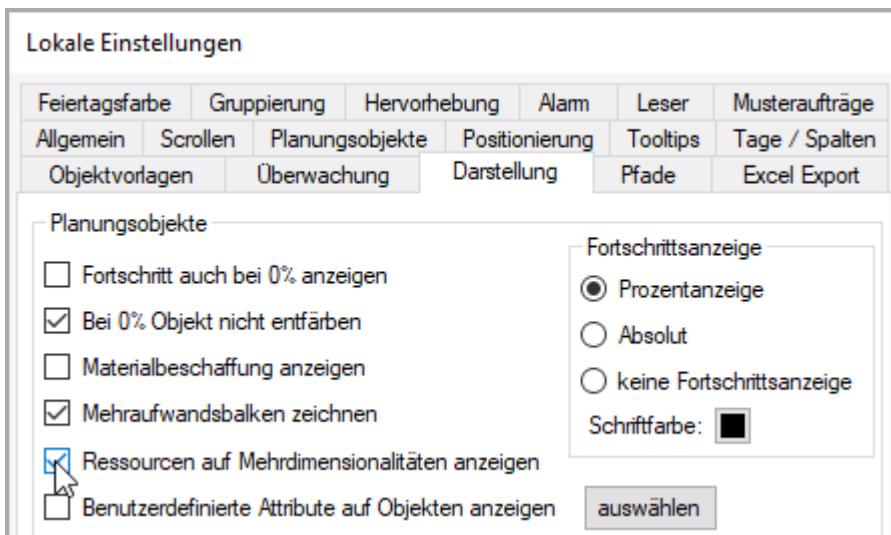 Lokale Einstellungen
Feiertagsfarbe Gruppierung Hervorhebung Alarm Leser Musteraufträge
Allgemein Scrollen Planungsobjekte Positionierung Tooltips Tage / Spalten
Objektvorlagen Überwachung Darstellung Pfade Excel Export
Planungsobjekte
Fortschritt auch bei 0% anzeigen
Bei 0% Objekt nicht entfärben
Materialbeschaffung anzeigen
Mehraufwandsbalken zeichnen
Ressourcen auf Mehrdimensionalitäten anzeigen
Benutzerdefinierte Attribute auf Objekten anzeigen auswählen
Fortschrittsanzeige
Prozentanzeige
Absolut
keine Fortschrittsanzeige
Schriftfarbe: